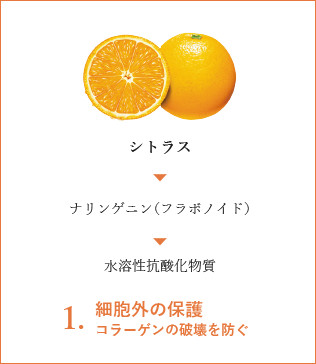 シトラス
ナリンゲニン（フラボノイド）
水溶性抗酸化物質
1. 細胞外の保護
コラーゲンの破壊を防ぐ